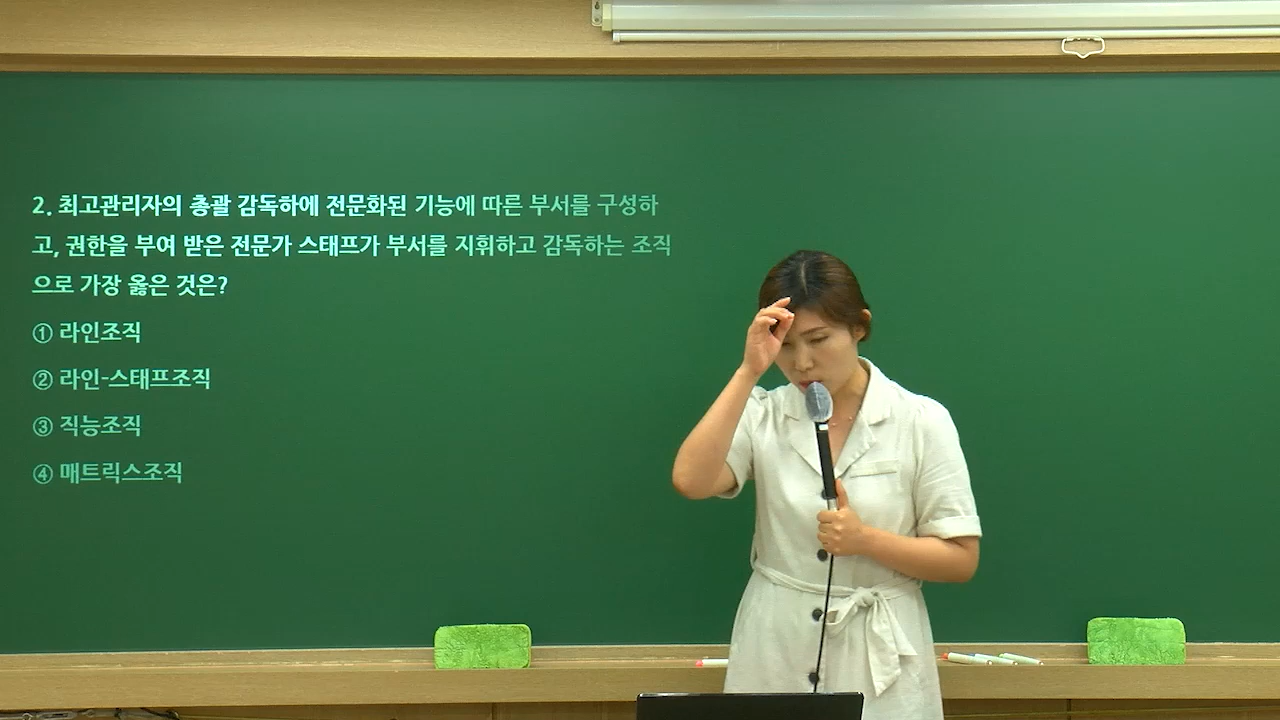 2. 최고관리자의 총괄 감독하에 전문화된 기능에 따른 부서를 구성하
고, 권한을 부여 받은 전문가 스태프가 부서를 지휘하고 감독하는 조직
으로 가장 옳은 것은?
① 라인조직
② 라인-스태프조직
③ 직능조직
④ 매트릭스조직